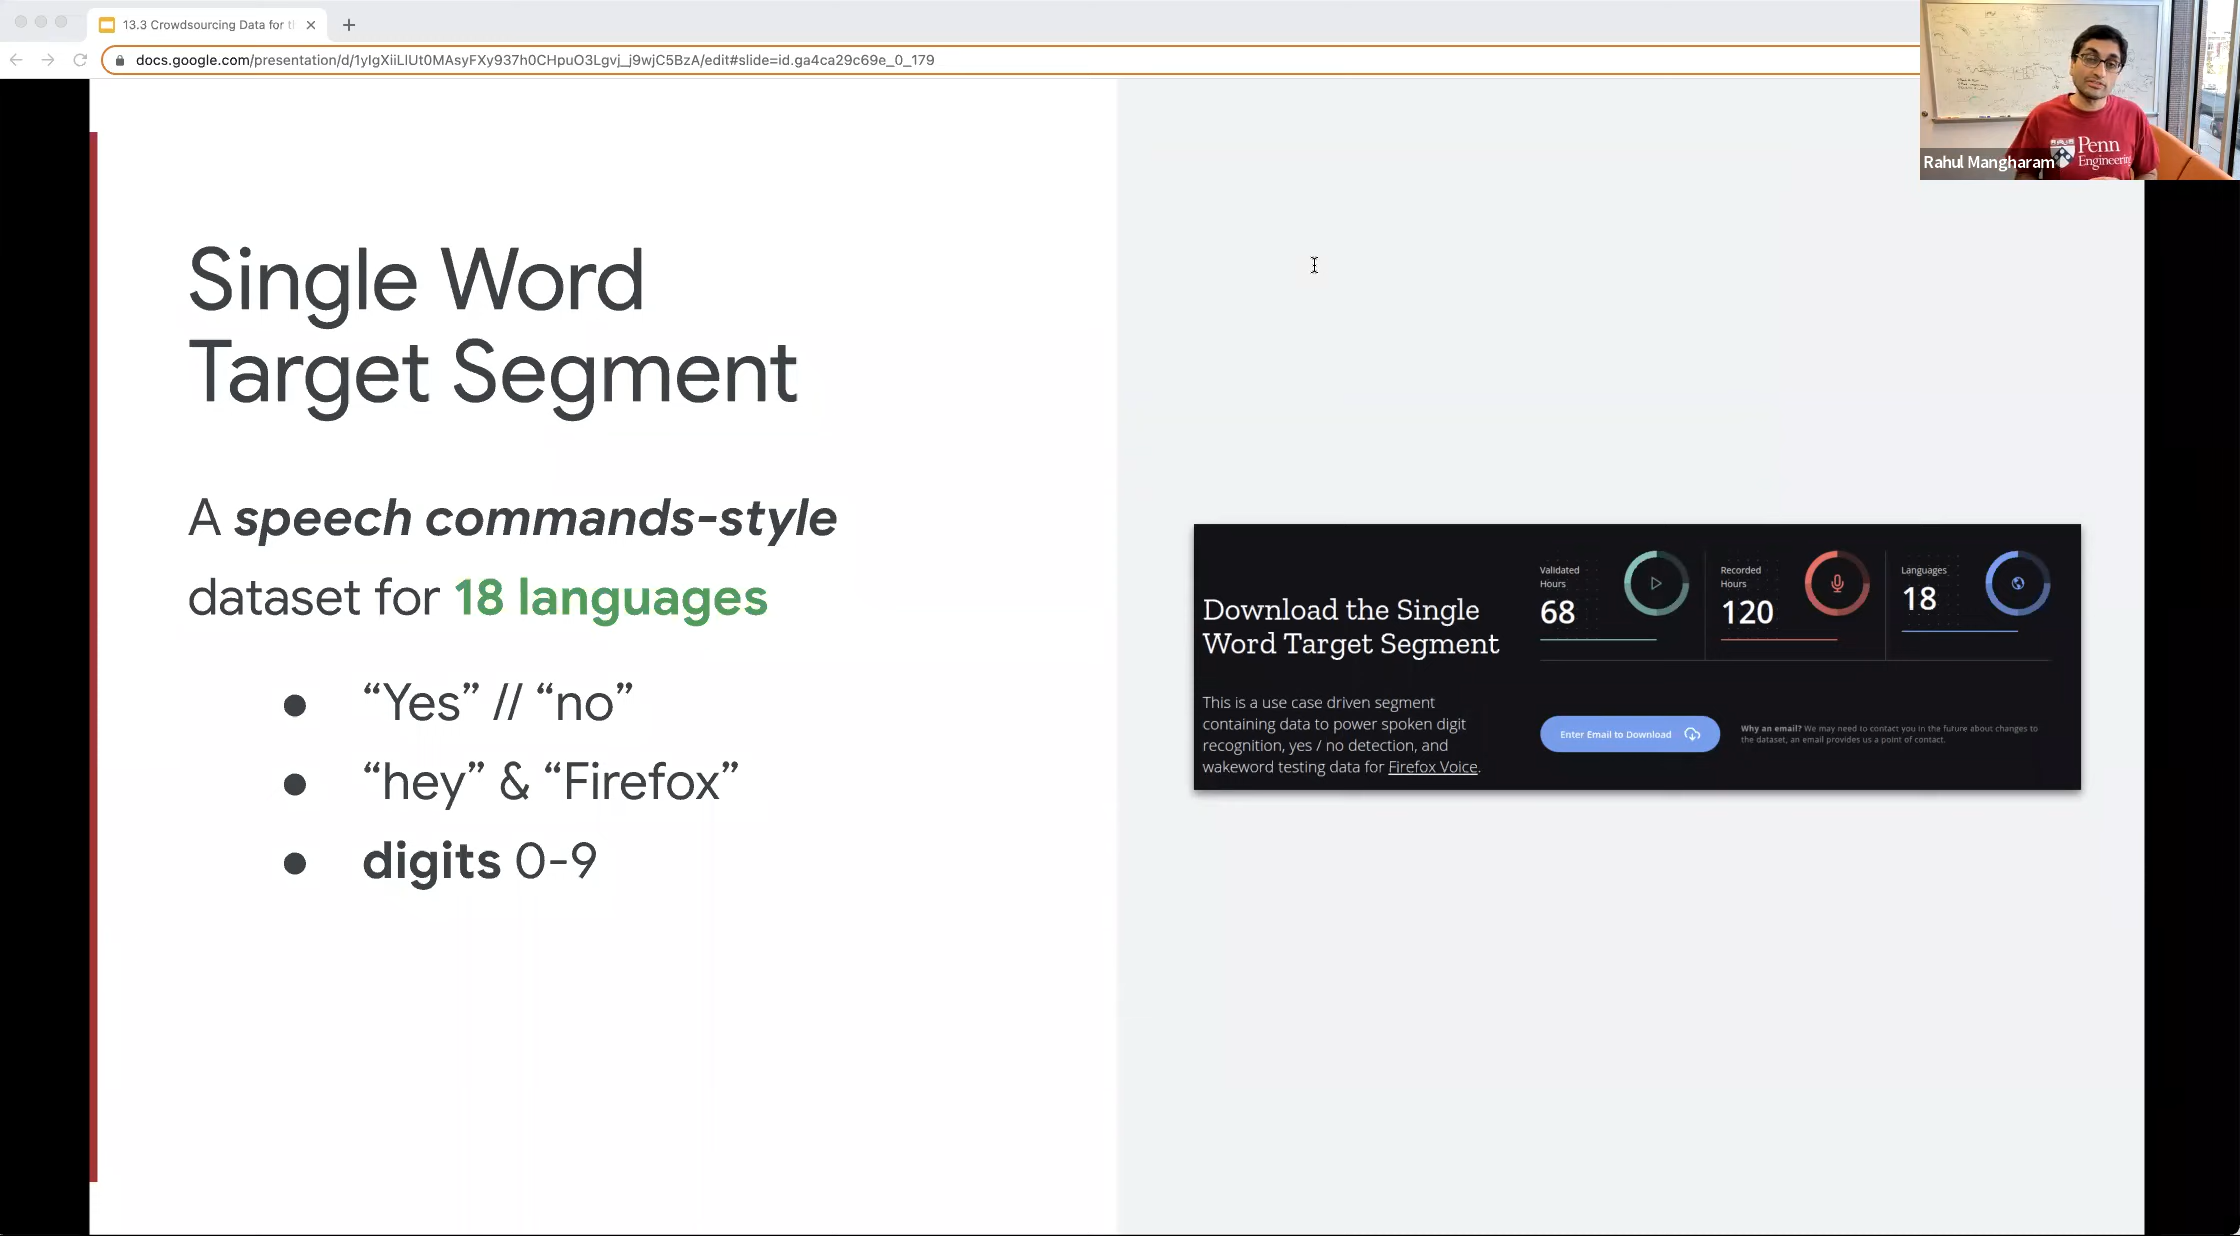 13.3 Crowdsourcing Data for t
docs.google.com/presentation/d/1yIgXiiLIUt0MAsyFXy937h0CHpuO3Lgvj_j9wjC5BzA/edit#slide=id.ga4ca29c69e_0_179
Penn
Engineerin
Rahul Mangharam
Single Word
Target Segment
A speech commands-style
dataset for 18 languages
● “Yes” // “no”
● “hey” & “Firefox”
● digits 0-9
Download the Single
Word Target Segment
This is a use case driven segment
containing data to power spoken digit
recognition, yes / no detection, and
wakeword testing data for Firefox Voice.
Validated
Hours
68
Recorded
Hours
120
Languages
18
Enter Email to Download
Why an email? We may need to contact you in the future about changes to
the dataset, an email provides us a point of contact.